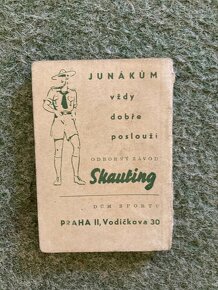 JUNÁKŮM
vždy
dobře
poslouží
ODBORNÝ ZÁVOD
Skauting
DŮM SPORTU
PRAHA II, Vodičkova 30